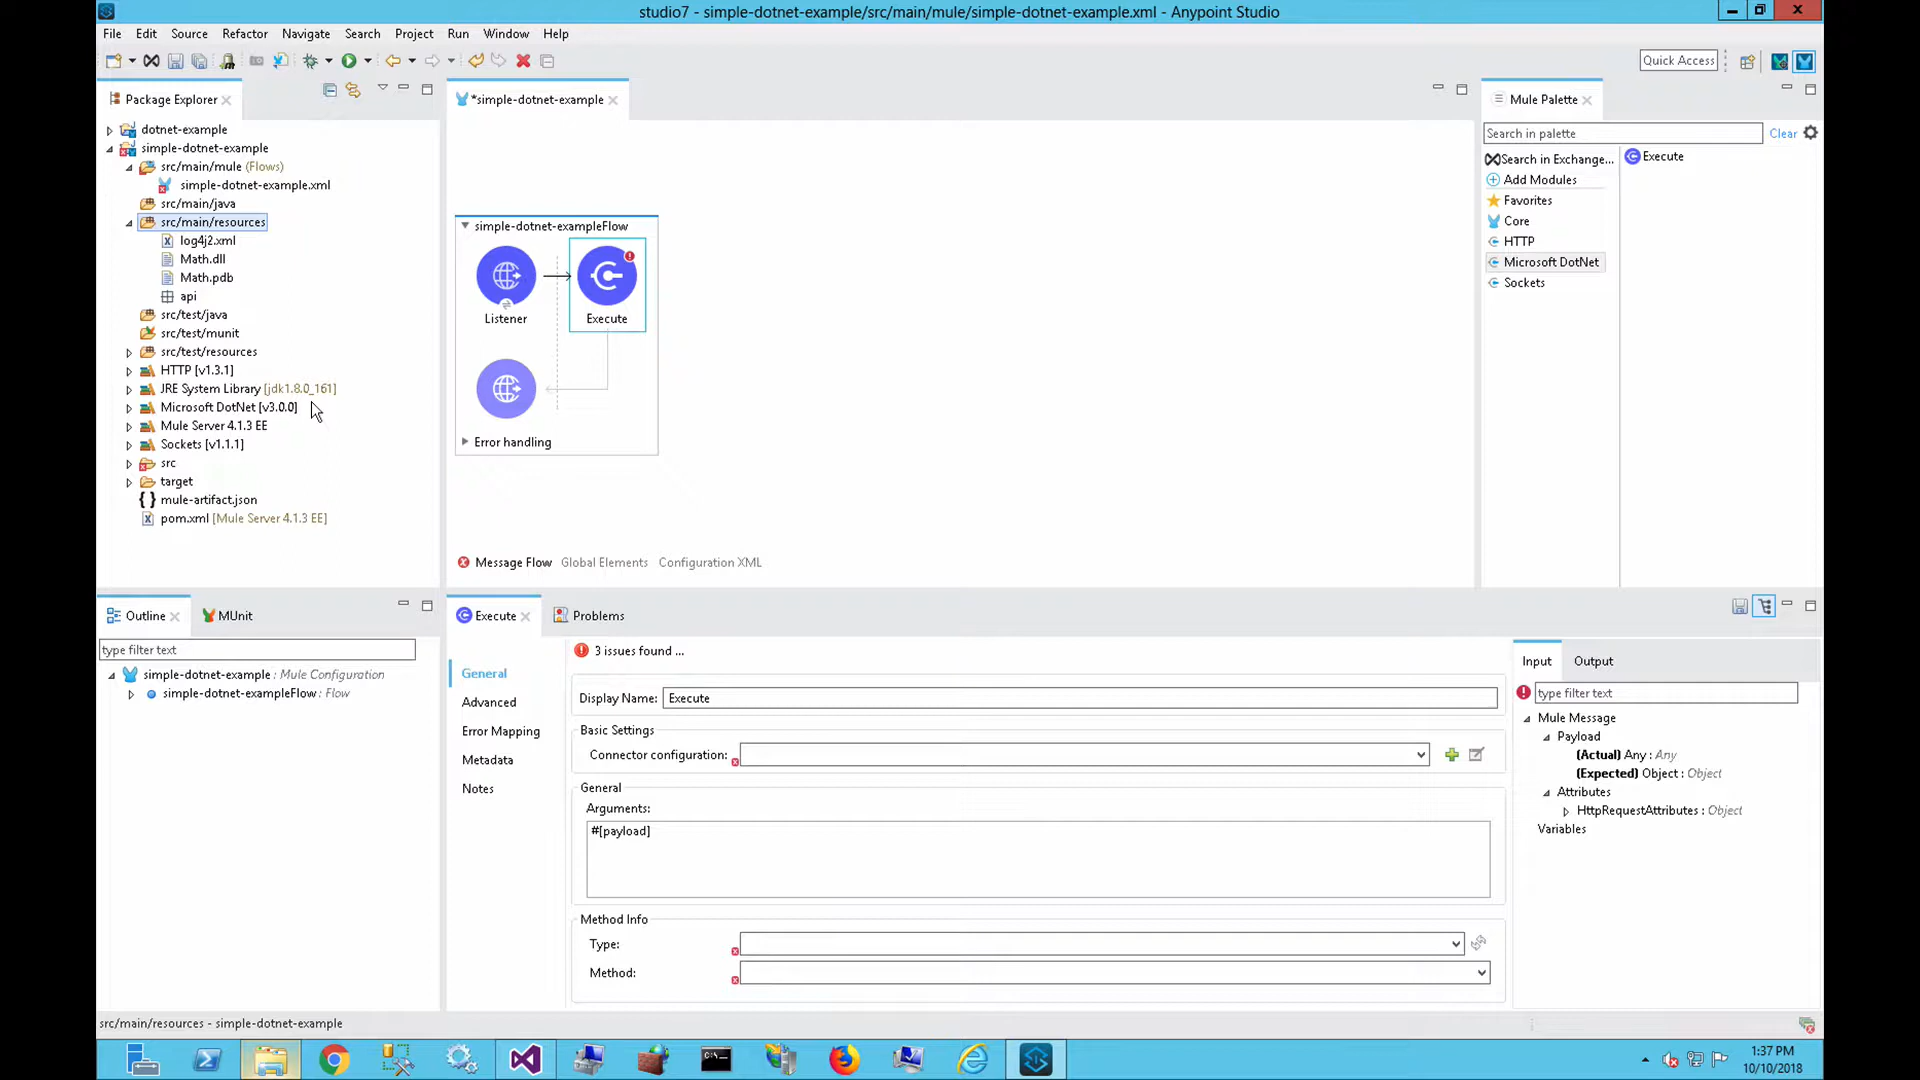 studio7 - simple-dotnet-example/src/main/mule/simple-dotnet-example.xml - Anypoint Studio
File Edit Source Refactor Navigate Search Project Run Window Help
Quick Access
Package Explorer
*simple-dotnet-example
Mule Palette
dotnet-example
simple-dotnet-example
src/main/mule (Flows)
simple-dotnet-example.xml
src/main/java
src/main/resources
log4j2.xml
Math.dll
Math.pdb
api
src/test/java
src/test/munit
src/test/resources
HTTP [v1.3.1]
JRE System Library [jdk1.8.0_161]
Microsoft DotNet [v3.0.0]
Mule Server 4.1.3 EE
Sockets [v1.1.1]
src
target
mule-artifact.json
pom.xml [Mule Server 4.1.3 EE]
simple-dotnet-exampleFlow
Listener
Execute
Error handling
Message Flow Global Elements Configuration XML
Search in palette
Clear
Search in Exchange...
Add Modules
Favorites
Core
HTTP
Microsoft DotNet
Sockets
Execute
Outline
MUnit
type filter text
simple-dotnet-example : Mule Configuration
simple-dotnet-exampleFlow : Flow
Execute
Problems
General
Advanced
Error Mapping
Metadata
Notes
3 issues found ...
Display Name: Execute
Basic Settings
Connector configuration:
General
Arguments:
#[payload]
Method Info
Type:
Method:
Input
Output
type filter text
Mule Message
Payload
(Actual) Any : Any
(Expected) Object : Object
Attributes
HttpRequestAttributes : Object
Variables
src/main/resources - simple-dotnet-example
1:37 PM
10/10/2018